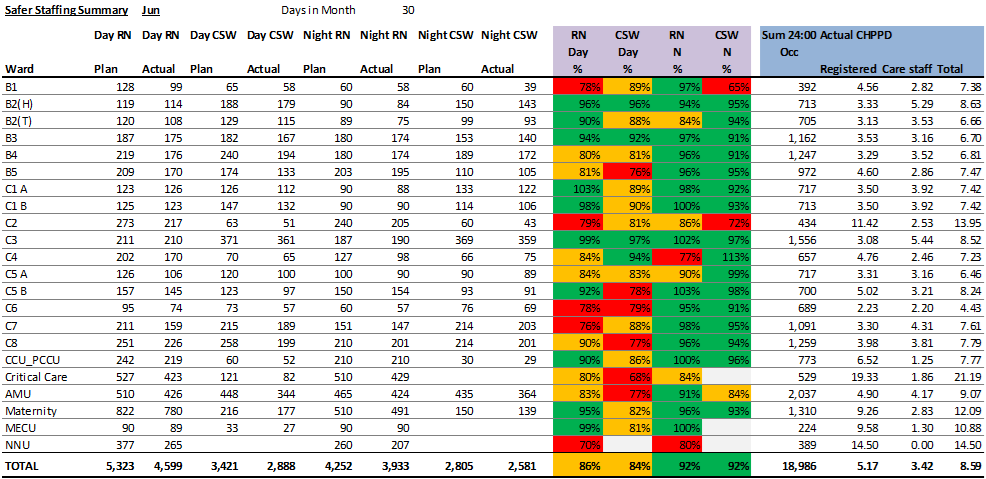 Safer Staffing Summary Jun Days in Month 30
Day RN Day RN Day CSW Day CSW Night RN Night RN Night CSW Night CSW RN CSW RN CSW Sum 24:00 Actual CHPPD
Day Day N N Occ
Ward Plan Actual Plan Actual Plan Actual Plan Actual % % % % Registered Care staff Total
B1 128 99 65 58 60 58 60 39 78% 89% 97% 65% 392 4.56 2.82 7.38
B2(H) 119 114 188 179 90 84 150 143 96% 96% 94% 95% 713 3.33 5.29 8.63
B2(T) 120 108 129 115 89 75 99 93 90% 88% 84% 94% 705 3.13 3.53 6.66
B3 187 175 182 167 180 174 153 140 94% 92% 97% 91% 1,162 3.53 3.16 6.70
B4 219 176 240 194 180 174 189 172 80% 81% 96% 91% 1,247 3.29 3.52 6.81
B5 209 170 174 133 203 195 110 105 81% 76% 96% 95% 972 4.60 2.86 7.47
C1 A 123 126 126 112 90 88 133 122 103% 89% 98% 92% 717 3.50 3.92 7.42
C1 B 125 123 147 132 90 90 114 106 98% 90% 100% 93% 713 3.50 3.92 7.42
C2 273 217 63 51 240 205 60 43 79% 81% 86% 72% 434 11.42 2.53 13.95
C3 211 210 371 361 187 190 369 359 99% 97% 102% 97% 1,556 3.08 5.44 8.52
C4 202 170 70 65 127 98 66 75 84% 94% 77% 113% 657 4.76 2.46 7.23
C5 A 126 106 120 100 100 90 90 89 84% 83% 90% 99% 717 3.31 3.16 6.46
C5 B 157 145 123 97 150 154 93 91 92% 78% 103% 98% 700 5.02 3.21 8.24
C6 95 74 73 57 60 57 76 69 78% 79% 95% 91% 689 2.23 2.20 4.43
C7 211 159 215 189 151 147 214 203 76% 88% 98% 95% 1,091 3.30 4.31 7.61
C8 251 226 258 199 210 201 214 201 90% 77% 96% 94% 1,259 3.98 3.81 7.79
CCU_PCCU 242 219 60 52 210 210 30 29 90% 86% 100% 96% 773 6.52 1.25 7.77
Critical Care 527 423 121 82 510 429 80% 68% 84% 529 19.33 1.86 21.19
AMU 510 426 448 344 465 424 435 364 83% 77% 91% 84% 2,037 4.90 4.17 9.07
Maternity 822 780 216 177 510 491 150 139 95% 82% 96% 93% 1,310 9.26 2.83 12.09
MECU 90 89 33 27 90 90 99% 81% 100% 224 9.58 1.30 10.88
NNU 377 265 260 207 70% 80% 389 14.50 0.00 14.50
TOTAL 5,323 4,599 3,421 2,888 4,252 3,933 2,805 2,581 86% 84% 92% 92% 18,986 5.17 3.42 8.59